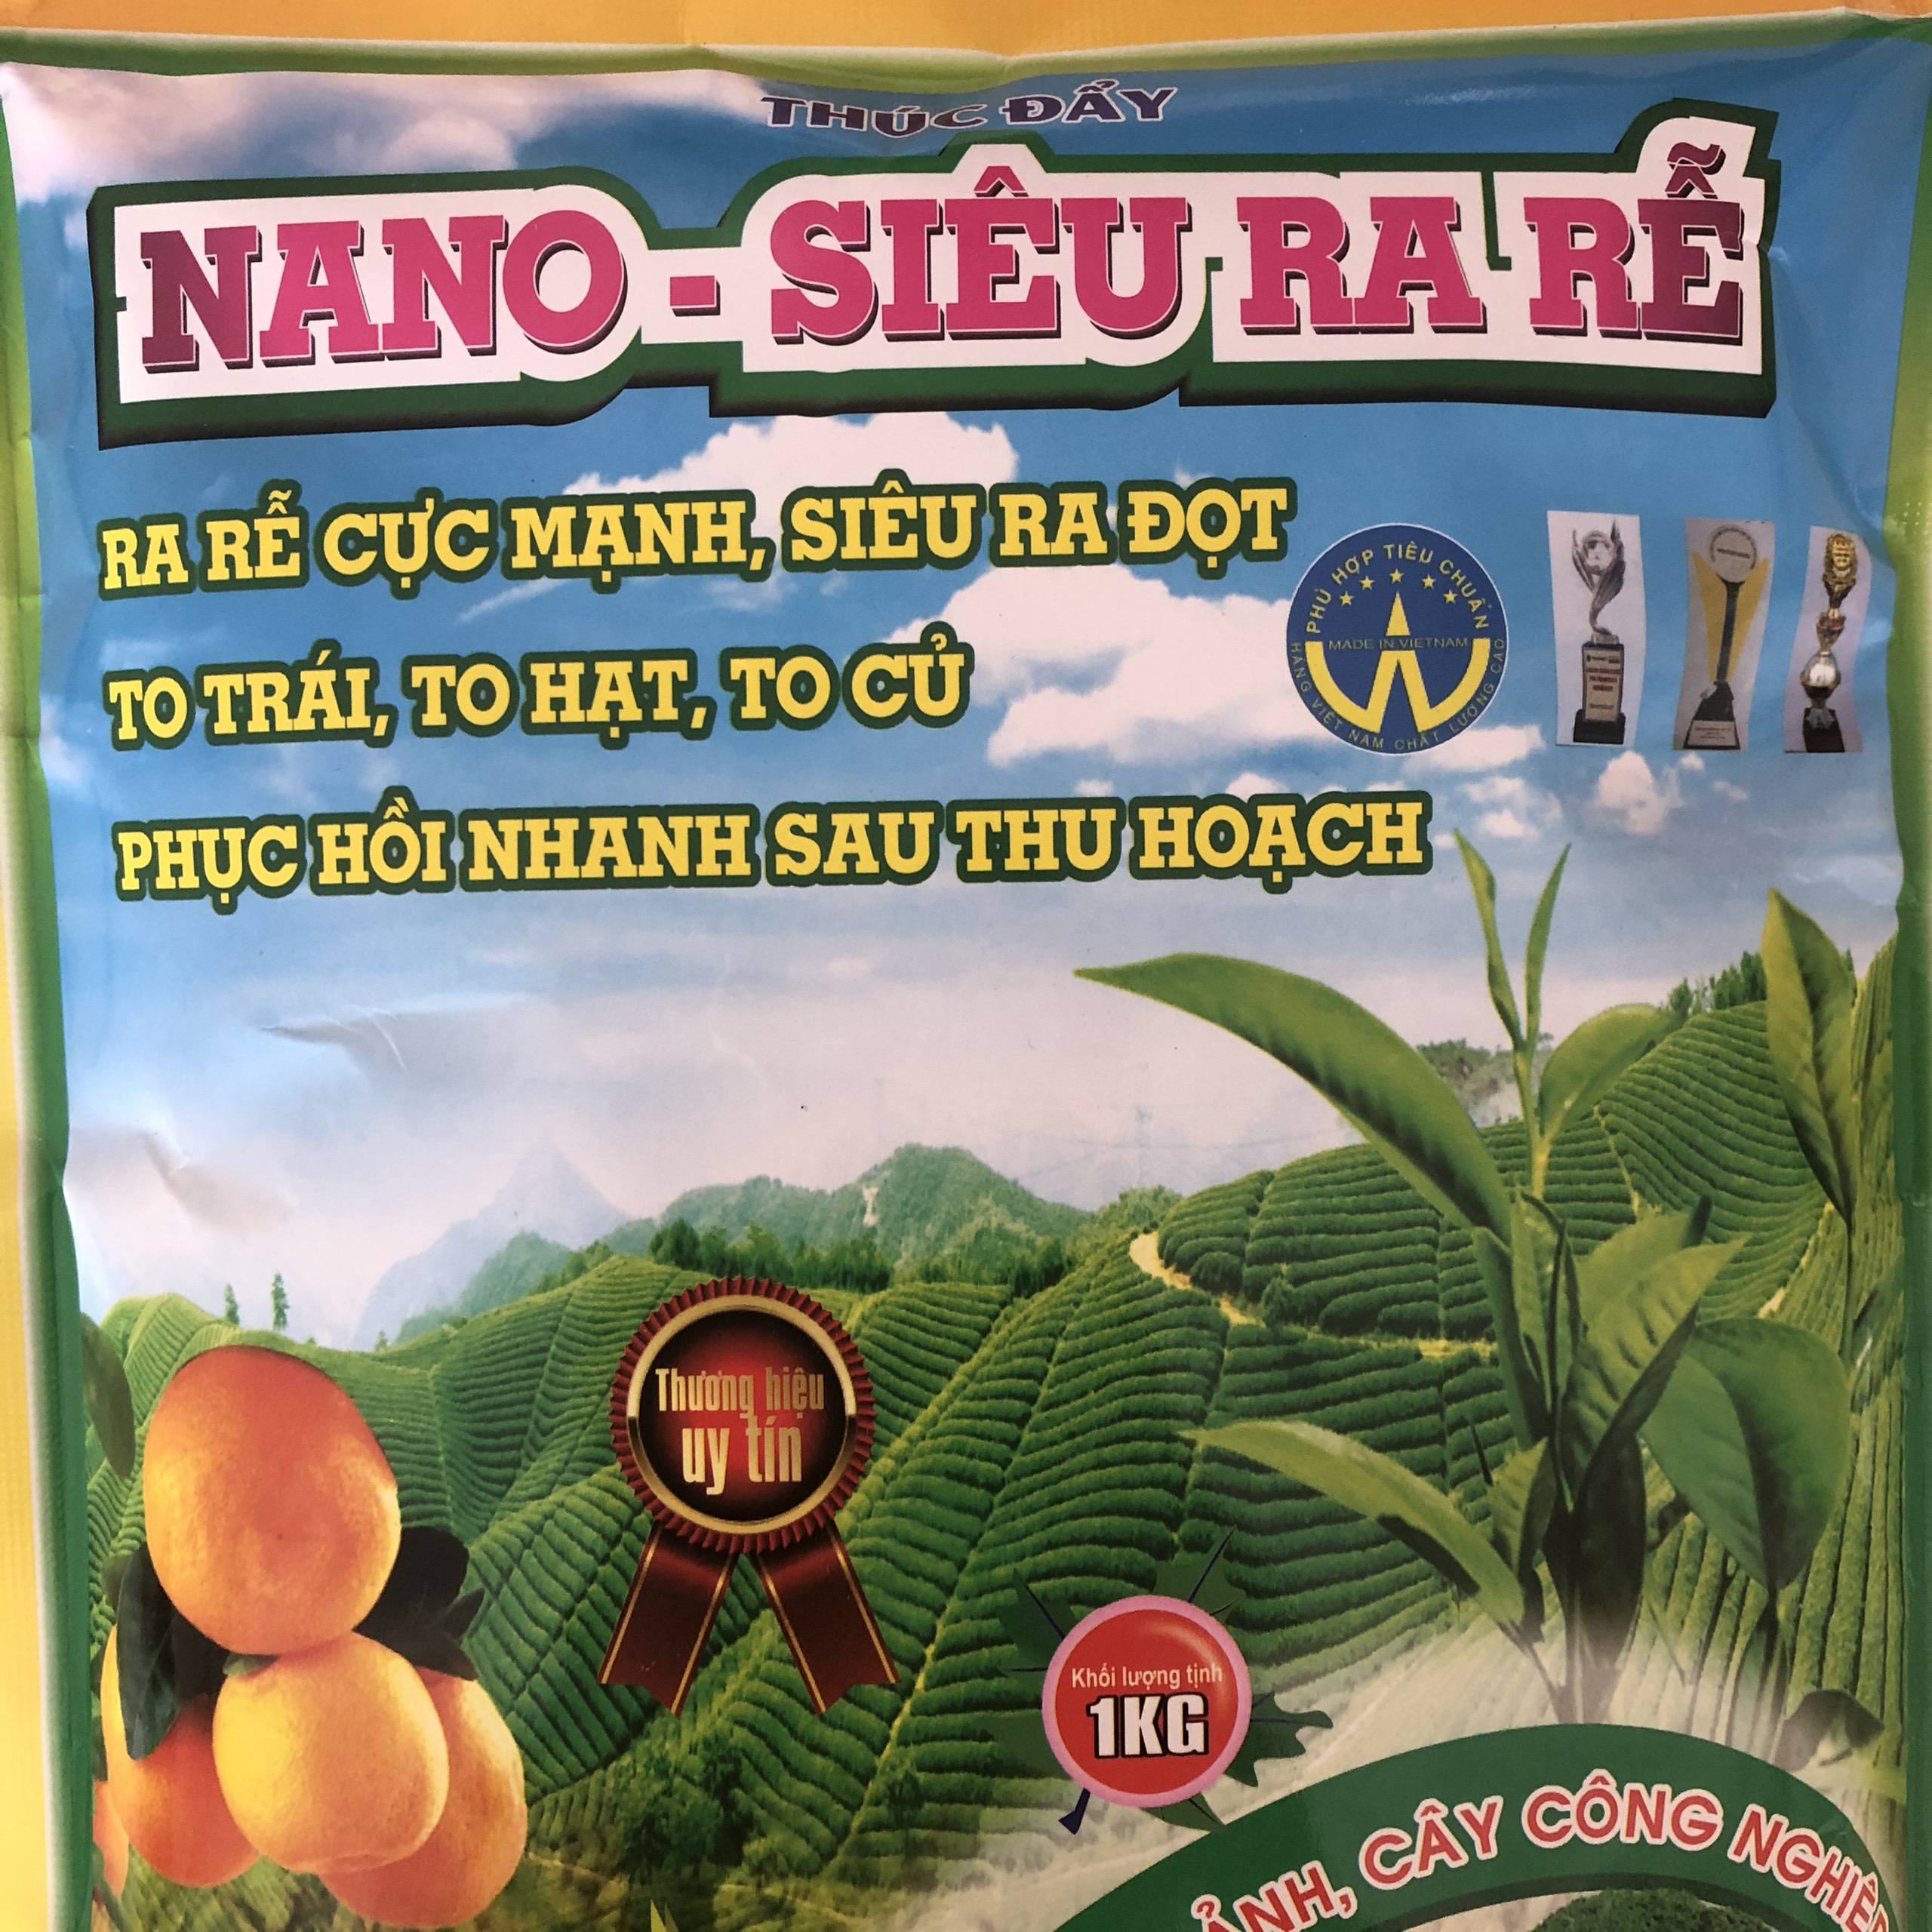 THÚC ĐẨY
NANO - SIÊU RA RỄ
RA RỄ CỰC MẠNH, SIÊU RA ĐỌT
TO TRÁI, TO HẠT, TO CỦ
PHỤC HỒI NHANH SAU THU HOẠCH
PHÙ HỢP TIÊU CHUẨN
MADE IN VIETNAM
HÀNG VIỆT NAM CHẤT LƯỢNG CAO
Thương hiệu
uy tín
Khối lượng tịnh
1KG
ẢNH, CÂY CÔNG NGHIỆ